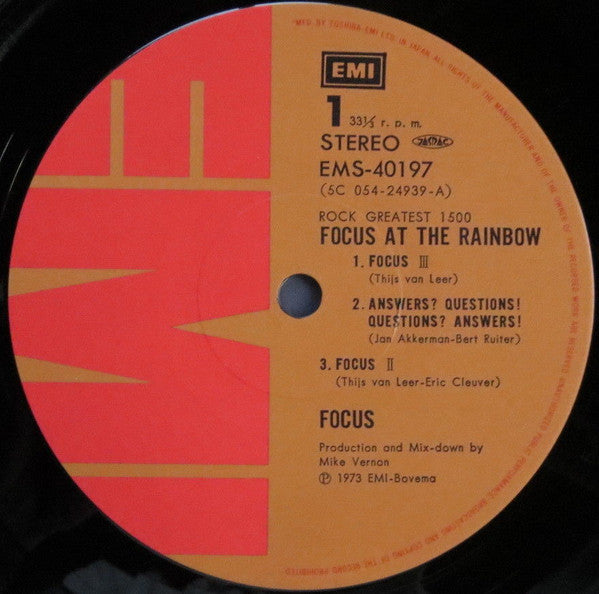 MFD BY TOSHIBA EMI LTD. IN JAPAN. ALL RIGHTS OF THE MANUFACTURER AND OF THE OWNER OF THE RECORDED WORK ARE RESERVED UNAUTHORISED PUBLIC PERFORMANCE, BROADCASTING AND COPYING OF THE RECORD PROHIBITED
EMI
EMI
1 33⅓ r. p. m.
STEREO JASRAC
EMS-40197
(5C 054-24939-A)
ROCK GREATEST 1500
FOCUS AT THE RAINBOW
1. FOCUS Ⅲ
(Thijs van Leer)
2. ANSWERS? QUESTIONS!
QUESTIONS? ANSWERS!
(Jan Akkerman-Bert Ruiter)
3. FOCUS Ⅱ
(Thijs van Leer-Eric Cleuver)
FOCUS
Production and Mix-down by
Mike Vernon
Ⓟ 1973 EMI-Bovema